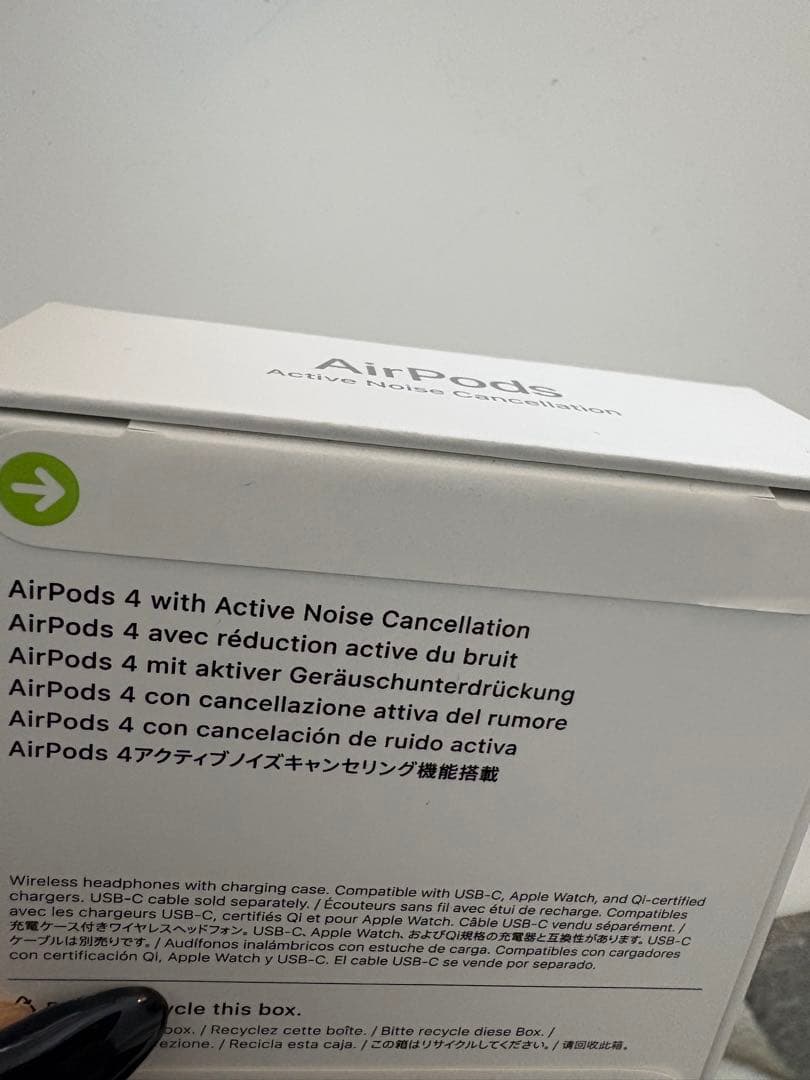 AirPods
Active Noise Cancellation
AirPods 4 with Active Noise Cancellation
AirPods 4 avec réduction active du bruit
AirPods 4 mit aktiver Geräuschunterdrückung
AirPods 4 con cancellazione attiva del rumore
AirPods 4 con cancelación de ruido activa
AirPods 4アクティブノイズキャンセリング機能搭載
Wireless headphones with charging case. Compatible with USB-C, Apple Watch, and Qi-certified
chargers. USB-C cable sold separately. / Écouteurs sans fil avec étui de recharge. Compatibles
avec les chargeurs USB-C, certifiés Qi et pour Apple Watch. Câble USB-C vendu séparément. /
充電ケース付きワイヤレスヘッドフォン。USB-C、Apple Watch、およびQi規格の充電器と互換性があります。USB-C
ケーブルは別売りです。/ Audífonos inalámbricos con estuche de carga. Compatibles con cargadores
con certificación Qi, Apple Watch y USB-C. El cable USB-C se vende por separado.
cycle this box.
box. / Recyclez cette boîte. / Bitte recycle diese Box. /
ezione. / Recicla esta caja. / この箱はリサイクルしてください。/ 请回收此箱。